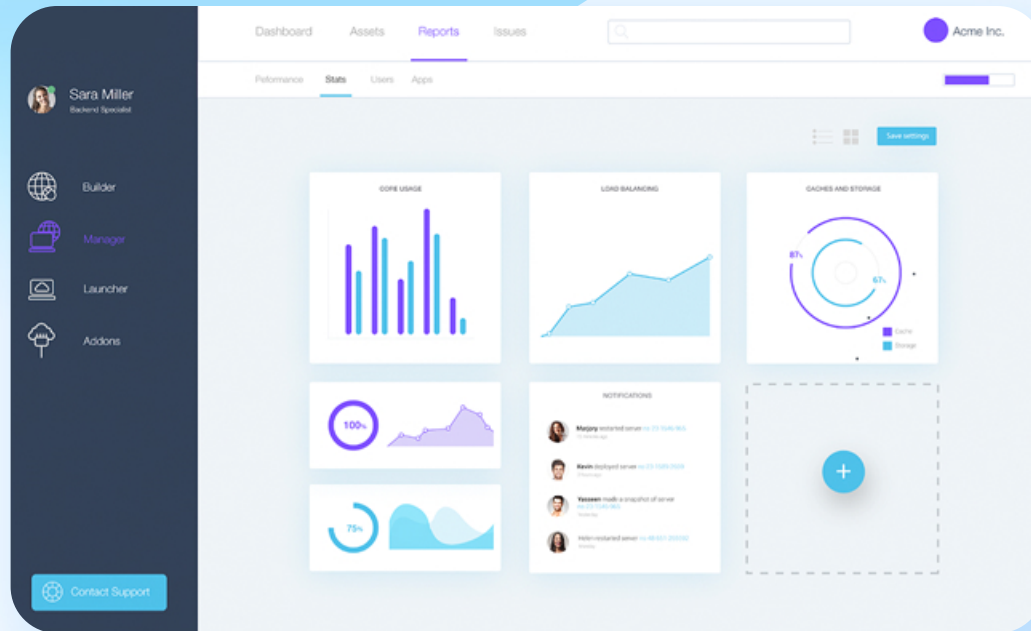 Dashboard
Assets
Reports
Issues
Acme Inc.
Peformance
Stats
Users
Apps
Sara Miller
Backend Specialist
Builder
Manager
Launcher
Addons
Contact Support
Save settings
CORE USAGE
LOAD BALANCING
CACHES AND STORAGE
87%
67%
Cache
Storage
100%
75%
NOTIFICATIONS
Marjory restarted server
Kevin deployed server
Yasseen made a snapshot of server
Helen restarted server
Yesterday